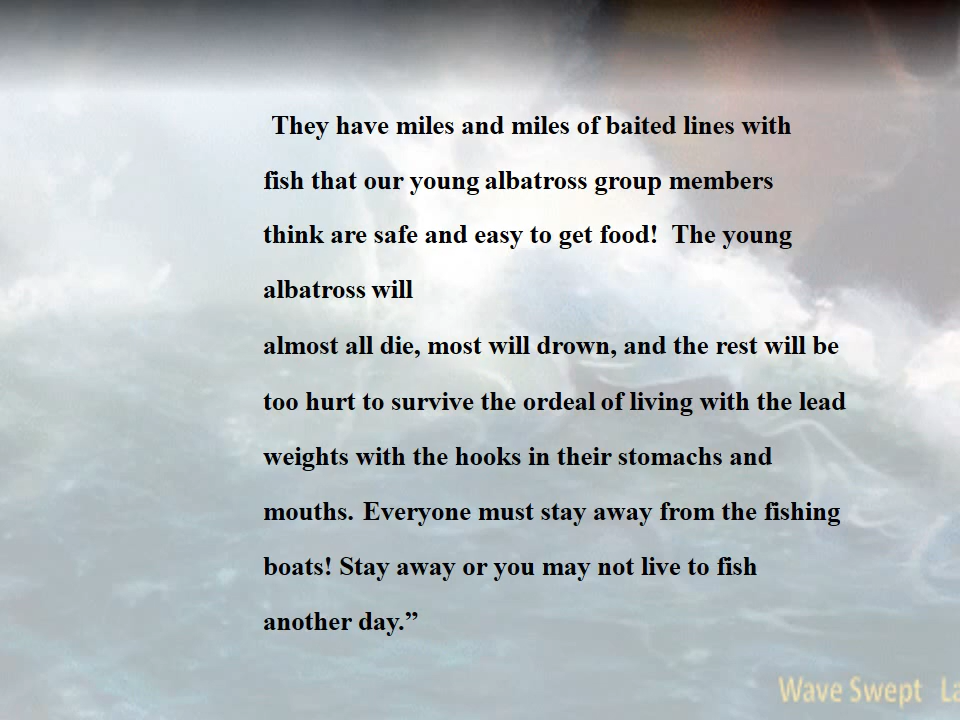 They have miles and miles of baited lines with
fish that our young albatross group members
think are safe and easy to get food!  The young
albatross will
almost all die, most will drown, and the rest will be
too hurt to survive the ordeal of living with the lead
weights with the hooks in their stomachs and
mouths. Everyone must stay away from the fishing
boats! Stay away or you may not live to fish
another day.”
Wave Swept   La